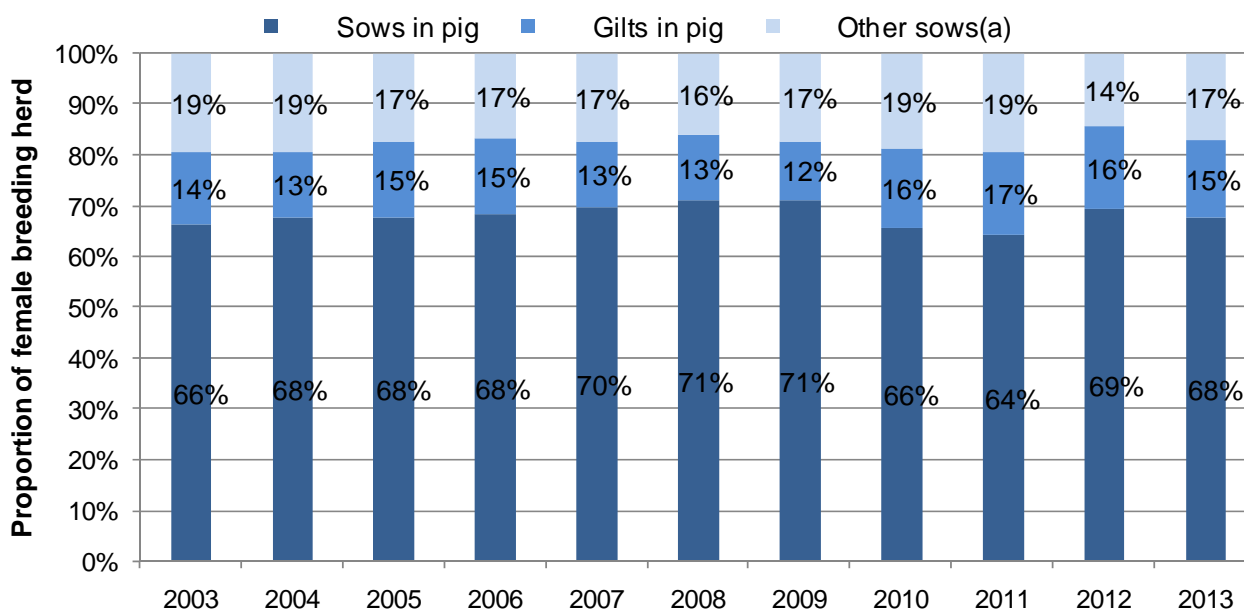 Sows in pig Gilts in pig Other sows(a)
Proportion of female breeding herd
100%
90%
80%
70%
60%
50%
40%
30%
20%
10%
0%
19% 19% 17% 17% 17% 16% 17% 19% 19% 14% 17%
14% 13% 15% 15% 13% 13% 12% 16% 17% 16% 15%
66% 68% 68% 68% 70% 71% 71% 66% 64% 69% 68%
2003 2004 2005 2006 2007 2008 2009 2010 2011 2012 2013